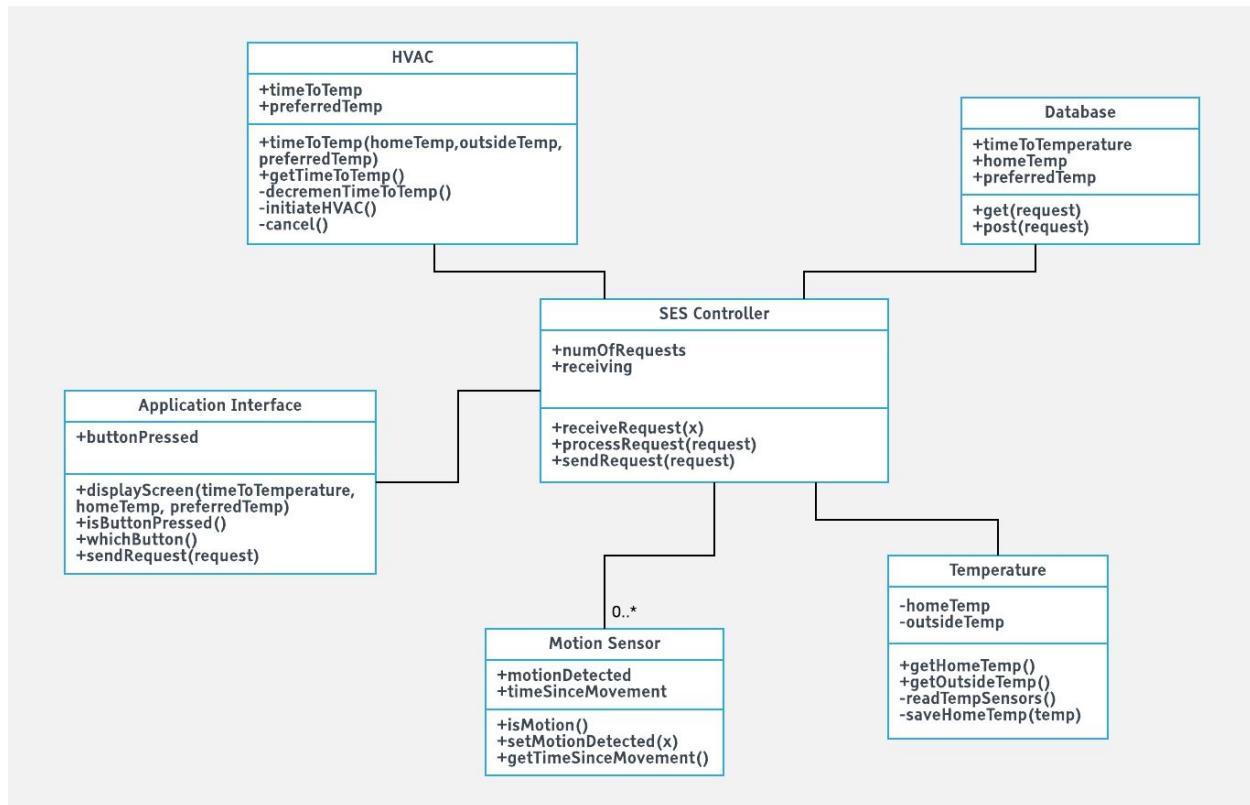 HVAC
+timeToTemp
+preferredTemp
+timeToTemp(homeTemp,outsideTemp,
preferredTemp)
+getTimeToTemp()
-decremenTimeToTemp()
-initiateHVAC()
-cancel()
Database
+timeToTemperature
+homeTemp
+preferredTemp
+get(request)
+post(request)
SES Controller
+numOfRequests
+receiving
+receiveRequest(x)
+processRequest(request)
+sendRequest(request)
Application Interface
+buttonPressed
+displayScreen(timeToTemperature,
homeTemp, preferredTemp)
+isButtonPressed()
+whichButton()
+sendRequest(request)
0..*
Motion Sensor
+motionDetected
+timeSinceMovement
+isMotion()
+setMotionDetected(x)
+getTimeSinceMovement()
Temperature
-homeTemp
-outsideTemp
+getHomeTemp()
+getOutsideTemp()
-readTempSensors()
-saveHomeTemp(temp)